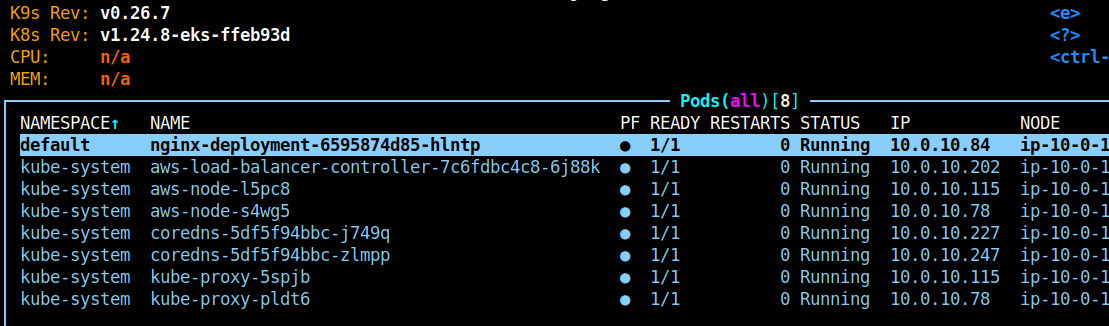 K9s Rev: v0.26.7 <e>
K8s Rev: v1.24.8-eks-ffeb93d <?>
CPU: n/a <ctrl-
MEM: n/a
Pods(all)[8]
NAMESPACE↑ NAME PF READY RESTARTS STATUS IP NODE
default nginx-deployment-6595874d85-hlntp ● 1/1 0 Running 10.0.10.84 ip-10-0-1
kube-system aws-load-balancer-controller-7c6fdbc4c8-6j88k ● 1/1 0 Running 10.0.10.202 ip-10-0-1
kube-system aws-node-l5pc8 ● 1/1 0 Running 10.0.10.115 ip-10-0-1
kube-system aws-node-s4wg5 ● 1/1 0 Running 10.0.10.78 ip-10-0-1
kube-system coredns-5df5f94bbc-j749q ● 1/1 0 Running 10.0.10.227 ip-10-0-1
kube-system coredns-5df5f94bbc-zlmpp ● 1/1 0 Running 10.0.10.247 ip-10-0-1
kube-system kube-proxy-5spjb ● 1/1 0 Running 10.0.10.115 ip-10-0-1
kube-system kube-proxy-pldt6 ● 1/1 0 Running 10.0.10.78 ip-10-0-1